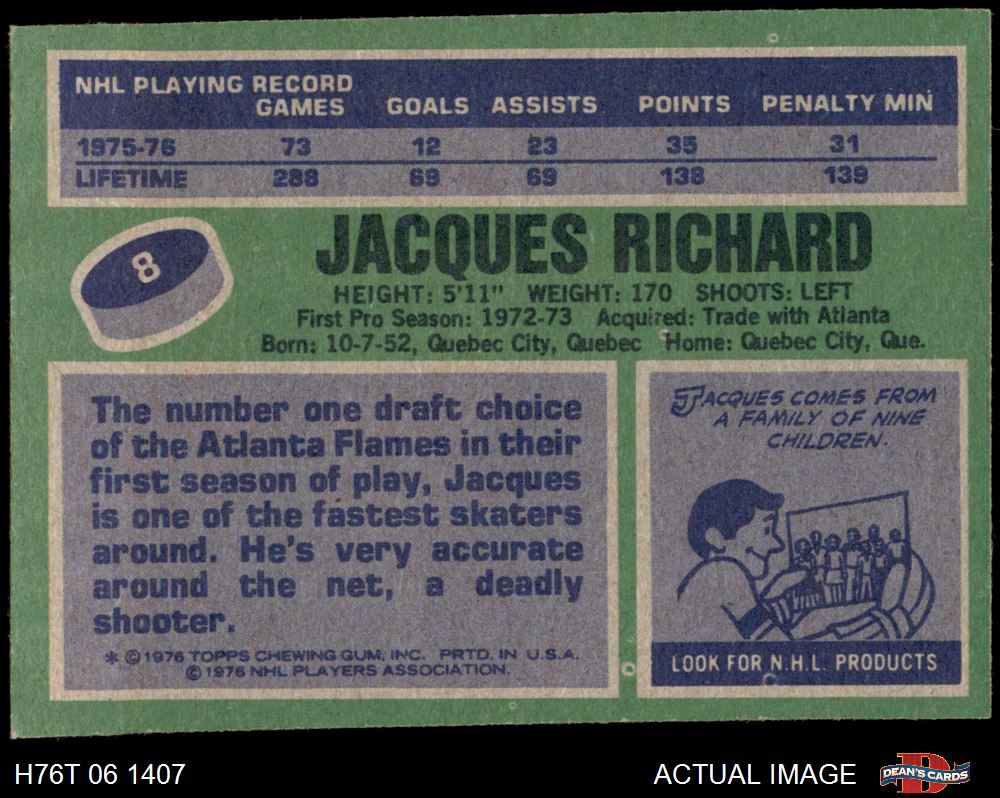 NHL PLAYING RECORD
GAMES GOALS ASSISTS POINTS PENALTY MIN
1975-76 73 12 23 35 31
LIFETIME 288 69 69 138 139
8
JACQUES RICHARD
HEIGHT: 5'11" WEIGHT: 170 SHOOTS: LEFT
First Pro Season: 1972-73 Acquired: Trade with Atlanta
Born: 10-7-52, Quebec City, Quebec Home: Quebec City, Que.
The number one draft choice
of the Atlanta Flames in their
first season of play, Jacques
is one of the fastest skaters
around. He's very accurate
around the net, a deadly
shooter.
* © 1976 TOPPS CHEWING GUM, INC. PRTD. IN U.S.A.
© 1976 NHL PLAYERS ASSOCIATION.
JACQUES COMES FROM
A FAMILY OF NINE
CHILDREN.
LOOK FOR N.H.L. PRODUCTS
H76T 06 1407
ACTUAL IMAGE
DEAN'S CARDS